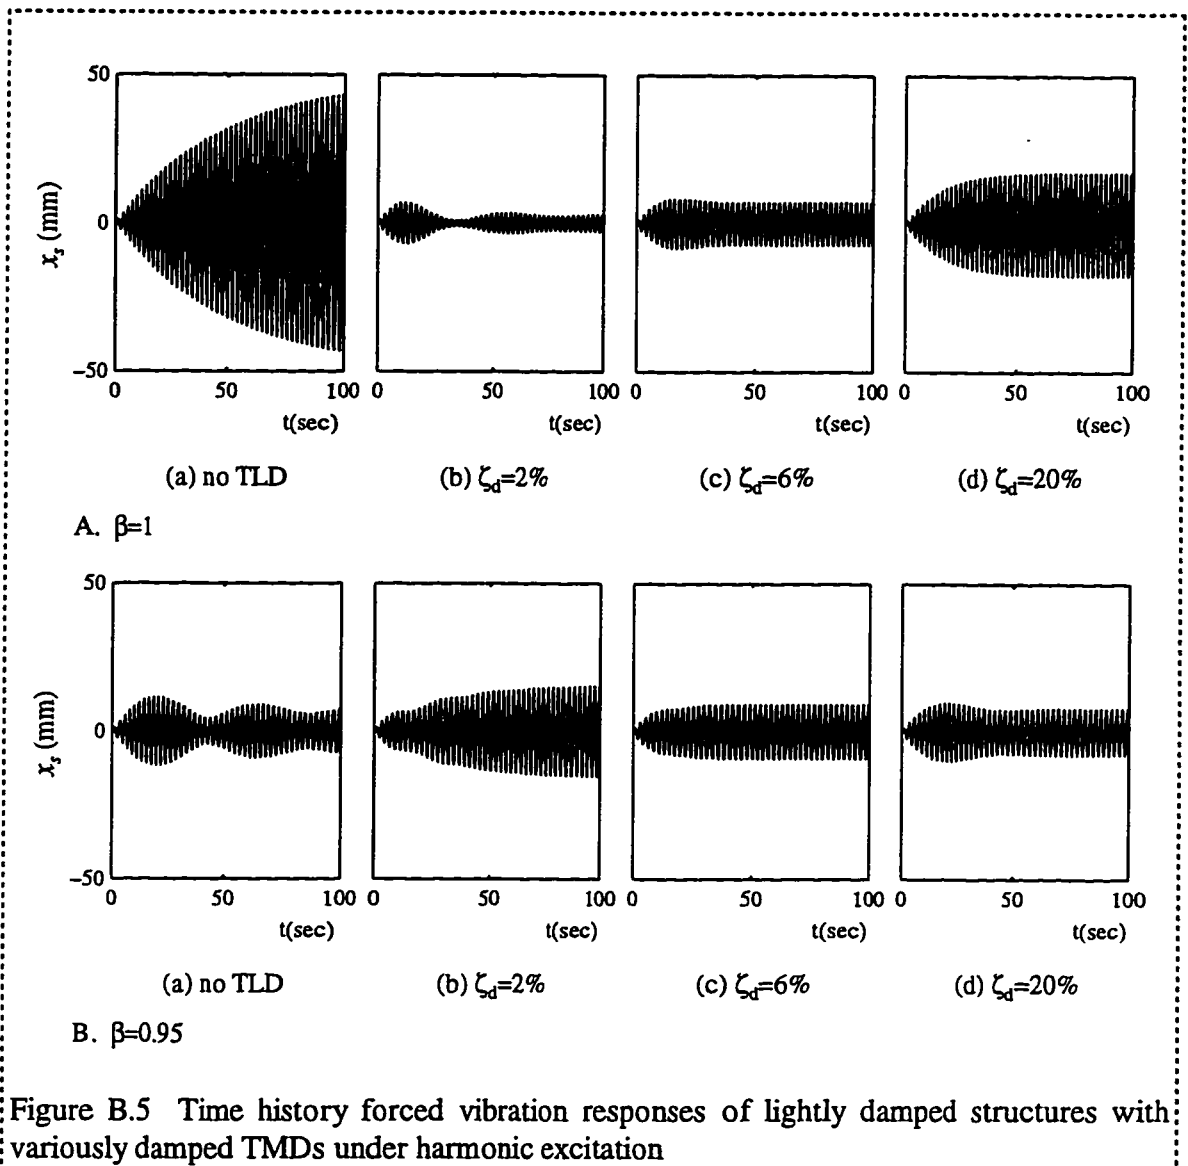 50
0
−50
x_s (mm)
0 50 100 0 50 100 0 50 100 0 50 100
t(sec) t(sec) t(sec) t(sec)
(a) no TLD (b) ζ_d=2% (c) ζ_d=6% (d) ζ_d=20%
A. β=1
50
0
−50
x_s (mm)
0 50 100 0 50 100 0 50 100 0 50 100
t(sec) t(sec) t(sec) t(sec)
(a) no TLD (b) ζ_d=2% (c) ζ_d=6% (d) ζ_d=20%
B. β=0.95
Figure B.5 Time history forced vibration responses of lightly damped structures with
variously damped TMDs under harmonic excitation